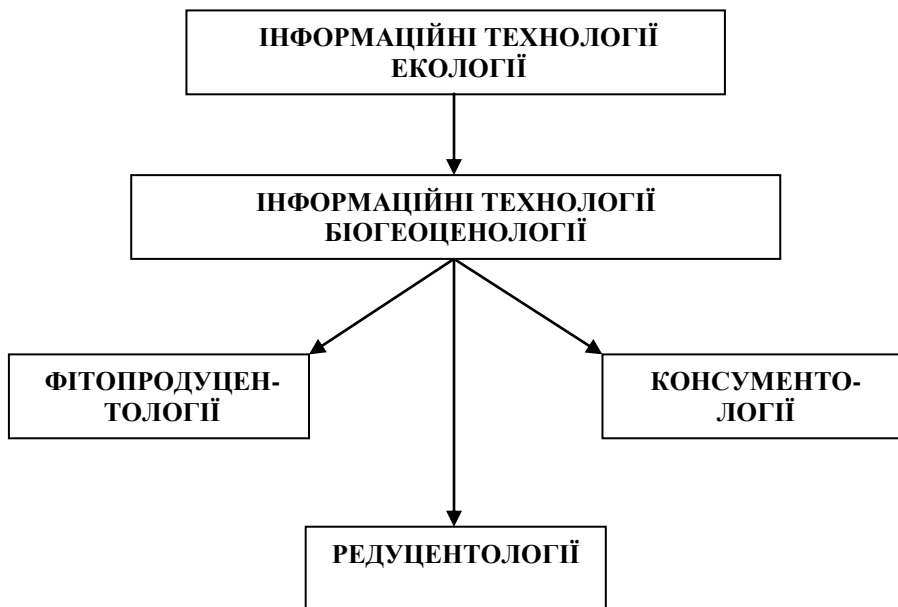 ІНФОРМАЦІЙНІ ТЕХНОЛОГІЇ
ЕКОЛОГІЇ
ІНФОРМАЦІЙНІ ТЕХНОЛОГІЇ
БІОГЕОЦЕНОЛОГІЇ
ФІТОПРОДУЦЕН-
ТОЛОГІЇ
КОНСУМЕНТО-
ЛОГІЇ
РЕДУЦЕНТОЛОГІЇ